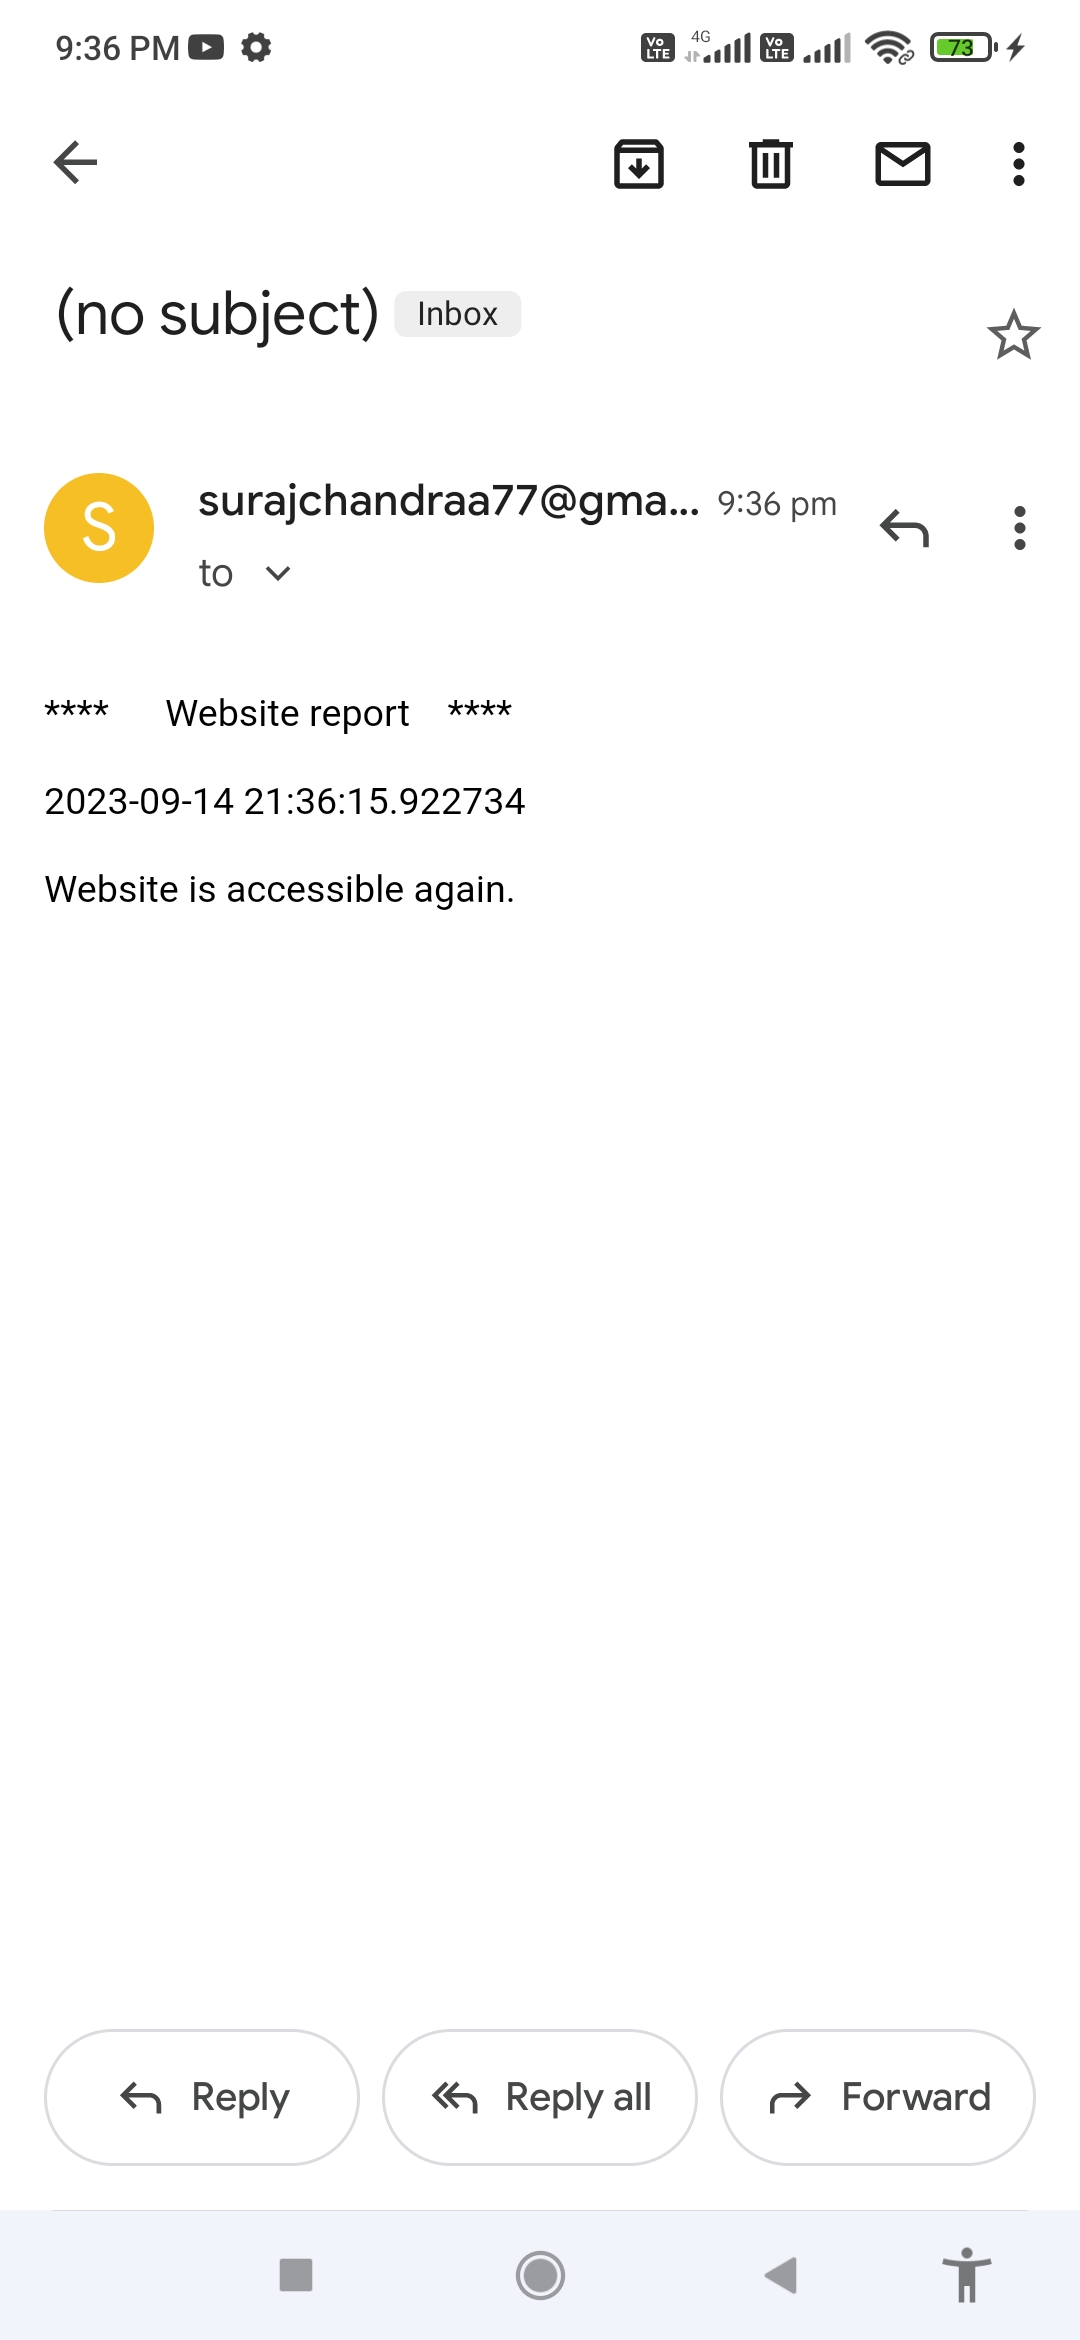 9:36 PM
Vo LTE 4G Vo LTE 73
(no subject) Inbox
S
surajchandraa77@gma... 9:36 pm
to
**** Website report ****
2023-09-14 21:36:15.922734
Website is accessible again.
Reply Reply all Forward